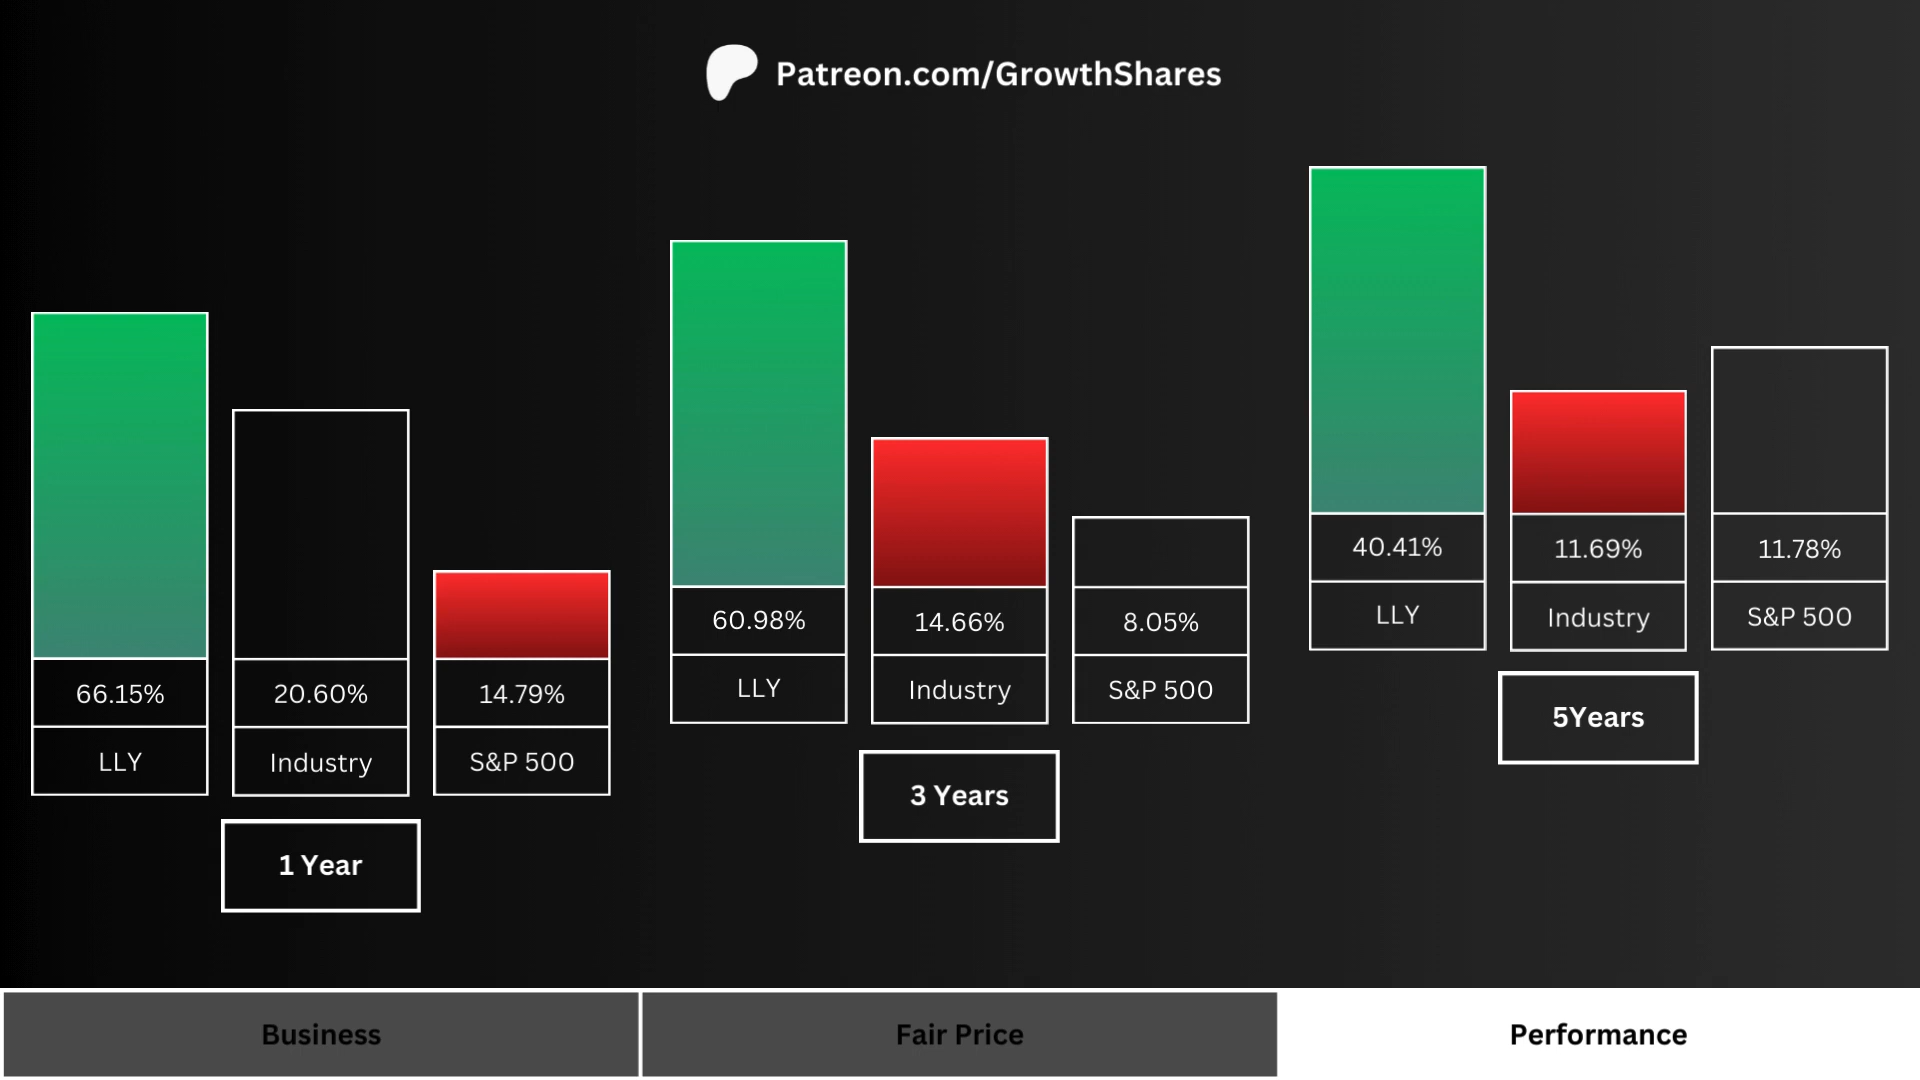 Patreon.com/GrowthShares
66.15% 20.60% 14.79%
LLY Industry S&P 500
1 Year
60.98% 14.66% 8.05%
LLY Industry S&P 500
3 Years
40.41% 11.69% 11.78%
LLY Industry S&P 500
5Years
Business Fair Price Performance